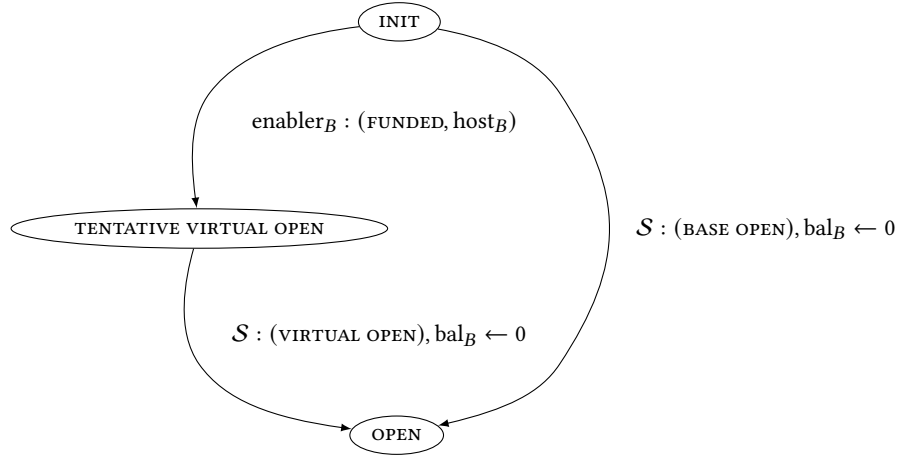 INIT
enabler_B : (FUNDED, host_B)
TENTATIVE VIRTUAL OPEN
𝒮 : (BASE OPEN), bal_B ← 0
𝒮 : (VIRTUAL OPEN), bal_B ← 0
OPEN